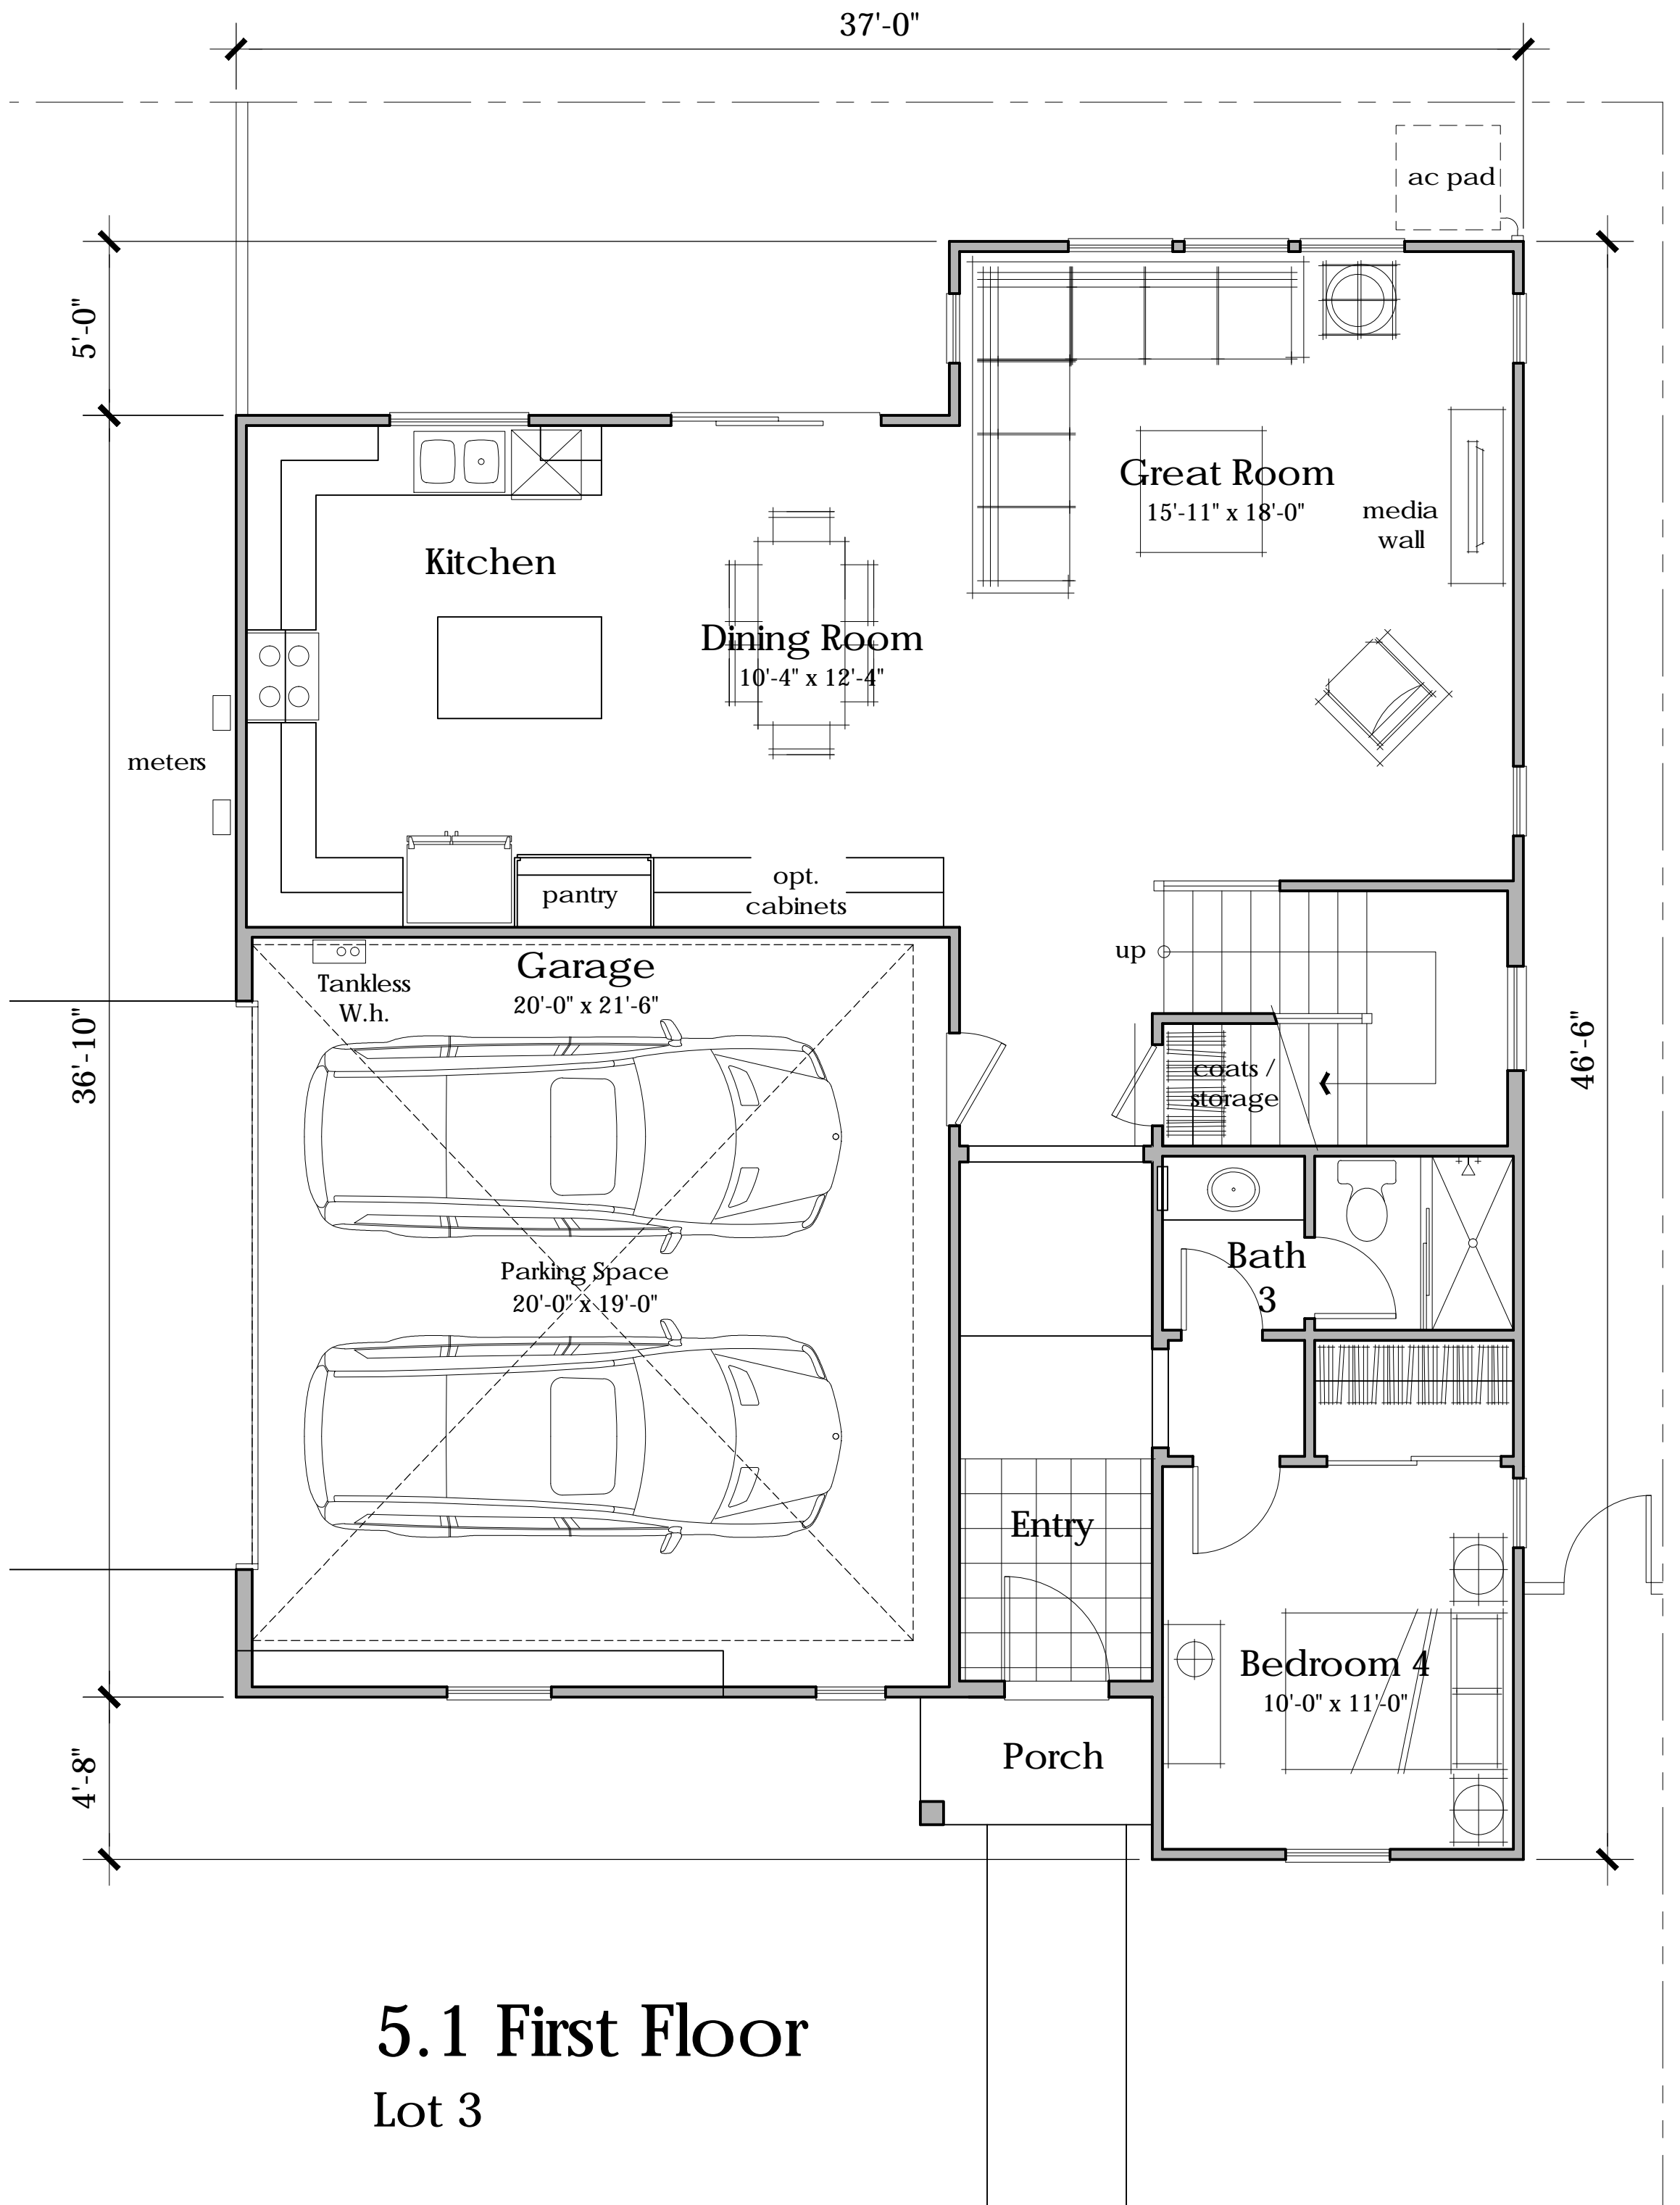 37'-0"
ac pad
5'-0"
Great Room
15'-11" x 18'-0"
media
wall
Kitchen
Dining Room
10'-4" x 12'-4"
meters
pantry
opt.
cabinets
up
Garage
20'-0" x 21'-6"
Tankless
W.h.
36'-10"
46'-6"
coats /
storage
Parking Space
20'-0" x 19'-0"
Bath
3
Entry
Bedroom 4
10'-0" x 11'-0"
Porch
4'-8"
5.1 First Floor
Lot 3